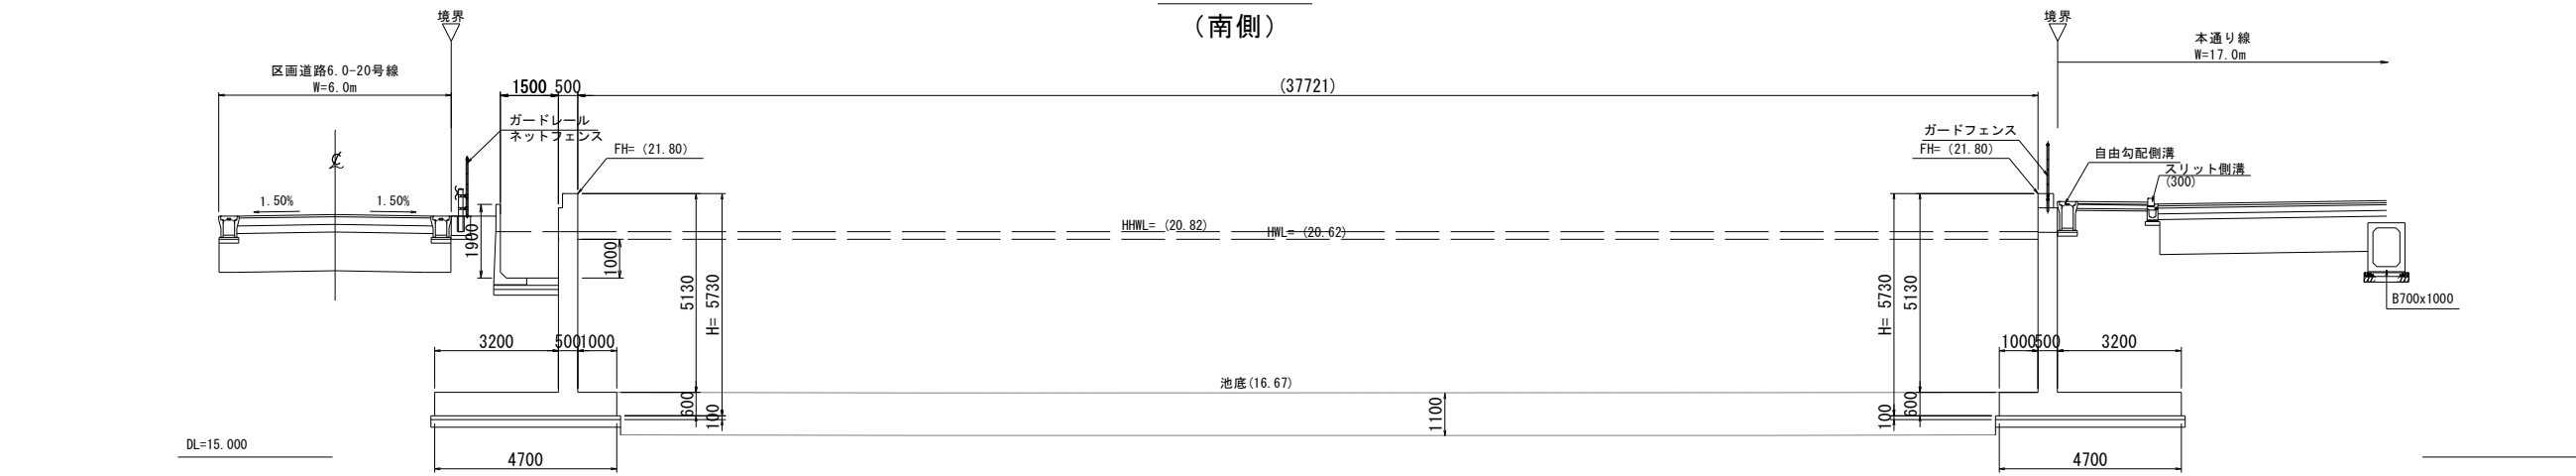 (南側)
境界
境界
本通り線
W=17.0m
区画道路6.0-20号線
W=6.0m
1500 500
(37721)
ガードレール
ネットフェンス
FH= (21.80)
ガードフェンス
FH= (21.80)
自由勾配側溝
スリット側溝
(300)
1.50%
1.50%
1900
1000
HHWL= (20.82)
HWL= (20.62)
5130
H= 5730
H= 5730
5130
B700x1000
3200
500
1000
1000
500
3200
池底(16.67)
600
100
1100
100
600
DL=15.000
4700
4700